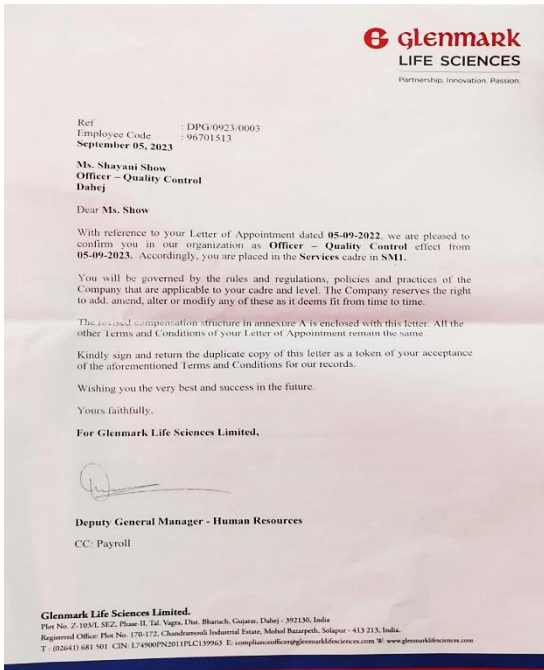 Glenmark
LIFE SCIENCES
Partnership. Innovation. Passion.
Ref : DPG/0923/0003
Employee Code : 96701513
September 05, 2023
Ms. Shayani Show
Officer – Quality Control
Dahej
Dear Ms. Show
With reference to your Letter of Appointment dated 05-09-2022, we are pleased to
confirm you in our organization as Officer – Quality Control effect from
05-09-2023. Accordingly, you are placed in the Services cadre in SM1.
You will be governed by the rules and regulations, policies and practices of the
Company that are applicable to your cadre and level. The Company reserves the right
to add, amend, alter or modify any of these as it deems fit from time to time.
The revised compensation structure in annexure A is enclosed with this letter. All the
other Terms and Conditions of your Letter of Appointment remain the same.
Kindly sign and return the duplicate copy of this letter as a token of your acceptance
of the aforementioned Terms and Conditions for our records.
Wishing you the very best and success in the future.
Yours faithfully,
For Glenmark Life Sciences Limited,
Deputy General Manager - Human Resources
CC: Payroll
Glenmark Life Sciences Limited.
Plot No. Z-103/I, SEZ, Phase-II, Tal. Vagra, Dist. Bharuch, Gujarat, Dahej - 392130, India
Registered Office: Plot No. 170-172, Chandramouli Industrial Estate, Mohol Bazarpeth, Solapur - 413 213, India.
T : (02641) 681 501 CIN: L74900PN2011PLC139963 E: complianceofficer@glenmarklifesciences.com W: www.glenmarklifesciences.com